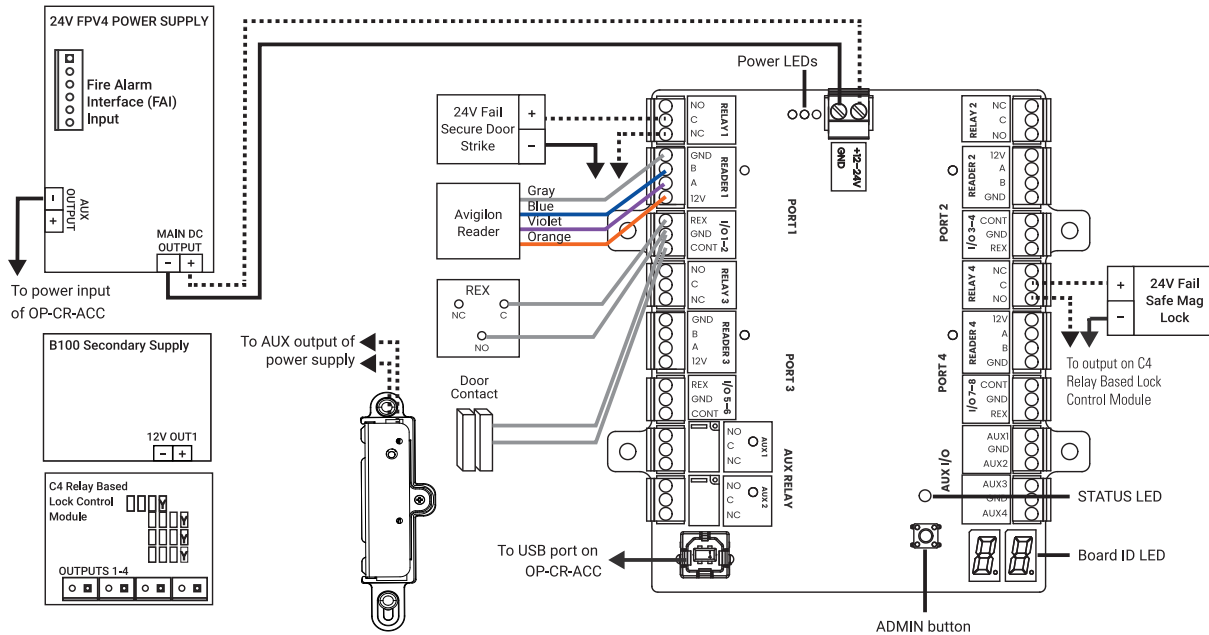 24V FPV4 POWER SUPPLY
Fire Alarm
Interface (FAI)
Input
- +
AUX
OUTPUT
MAIN DC
OUTPUT
- +
To power input
of OP-CR-ACC
B100 Secondary Supply
12V OUT1
- +
C4 Relay Based
Lock Control
Module
Y
Y
Y
Y
OUTPUTS 1-4
To AUX output of
power supply
24V Fail
Secure Door
Strike
+
-
Avigilon
Reader
Gray
Blue
Violet
Orange
REX
NC
C
NO
Door
Contact
To USB port on
OP-CR-ACC
Power LEDs
GND
+12-24V
NO
C
NC
RELAY 1
GND
B
A
12V
READER 1
REX
GND
CONT
I/O 1-2
PORT 1
NO
C
NC
RELAY 3
GND
B
A
12V
READER 3
REX
GND
CONT
I/O 5-6
PORT 3
NO
C
NC
AUX 1
NO
C
NC
AUX 2
AUX RELAY
RELAY 2
NC
C
NO
READER 2
12V
A
B
GND
I/O 3-4
CONT
GND
REX
PORT 2
RELAY 4
NC
C
NO
READER 4
12V
A
B
GND
I/O 7-8
CONT
GND
REX
PORT 4
AUX1
GND
AUX2
AUX3
GND
AUX4
AUX I/O
+
-
24V Fail
Safe Mag
Lock
To output on C4
Relay Based Lock
Control Module
STATUS LED
8.8.
Board ID LED
ADMIN button